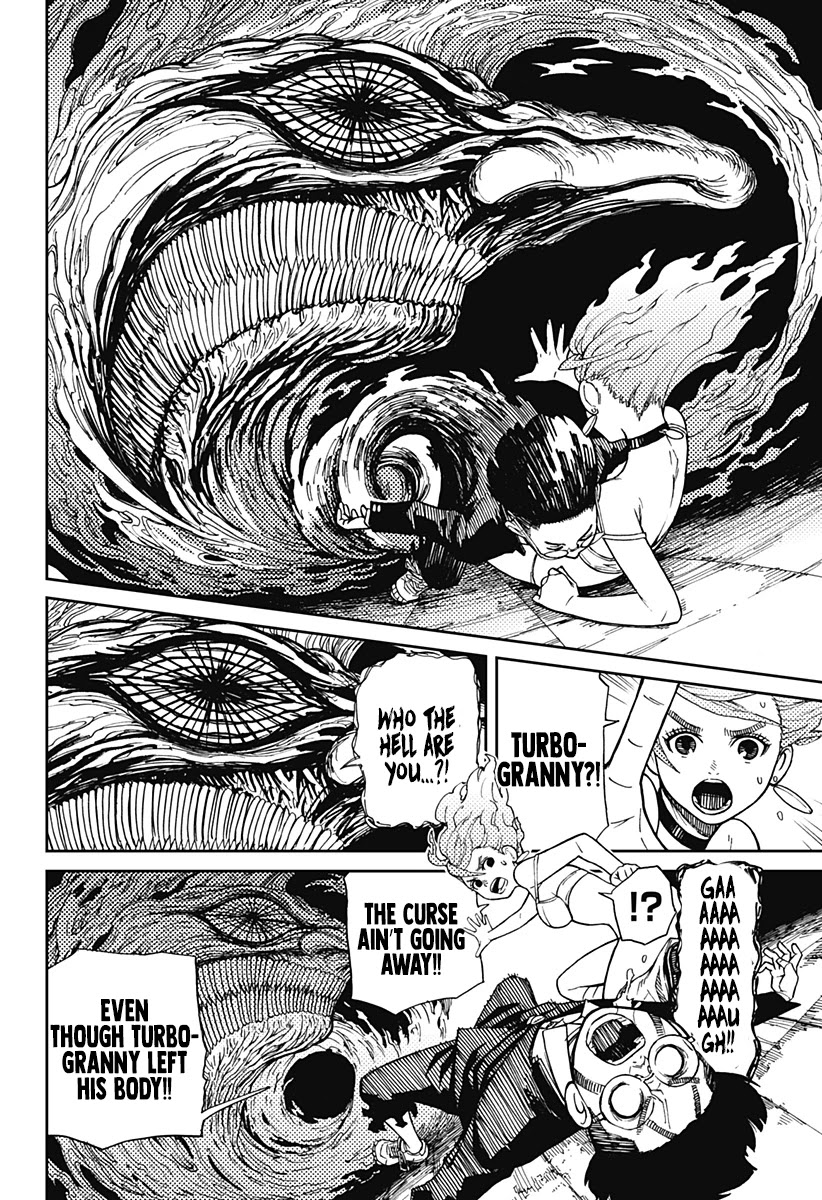 TURBO-
GRANNY?!
WHO THE
HELL ARE
YOU...?!
GAA
AAAA
AAAA
AAAA
AAAA
AAAU
GH!!
!?
THE CURSE
AIN'T GOING
AWAY!!
EVEN
THOUGH TURBO-
GRANNY LEFT
HIS BODY!!